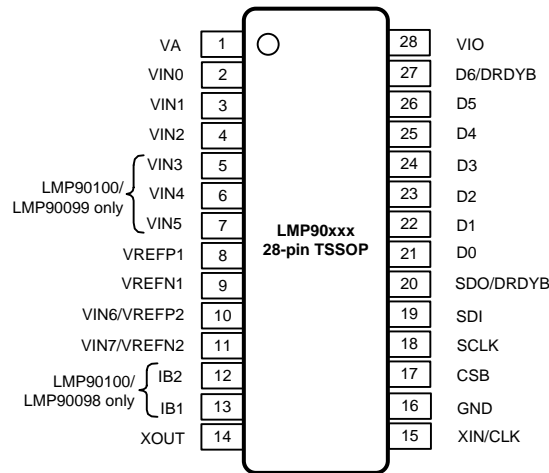 VA 1
VIN0 2
VIN1 3
VIN2 4
VIN3 5
VIN4 6
VIN5 7
LMP90100/
LMP90099 only
VREFP1 8
VREFN1 9
VIN6/VREFP2 10
VIN7/VREFN2 11
IB2 12
IB1 13
LMP90100/
LMP90098 only
XOUT 14
LMP90xxx
28-pin TSSOP
28 VIO
27 D6/DRDYB
26 D5
25 D4
24 D3
23 D2
22 D1
21 D0
20 SDO/DRDYB
19 SDI
18 SCLK
17 CSB
16 GND
15 XIN/CLK